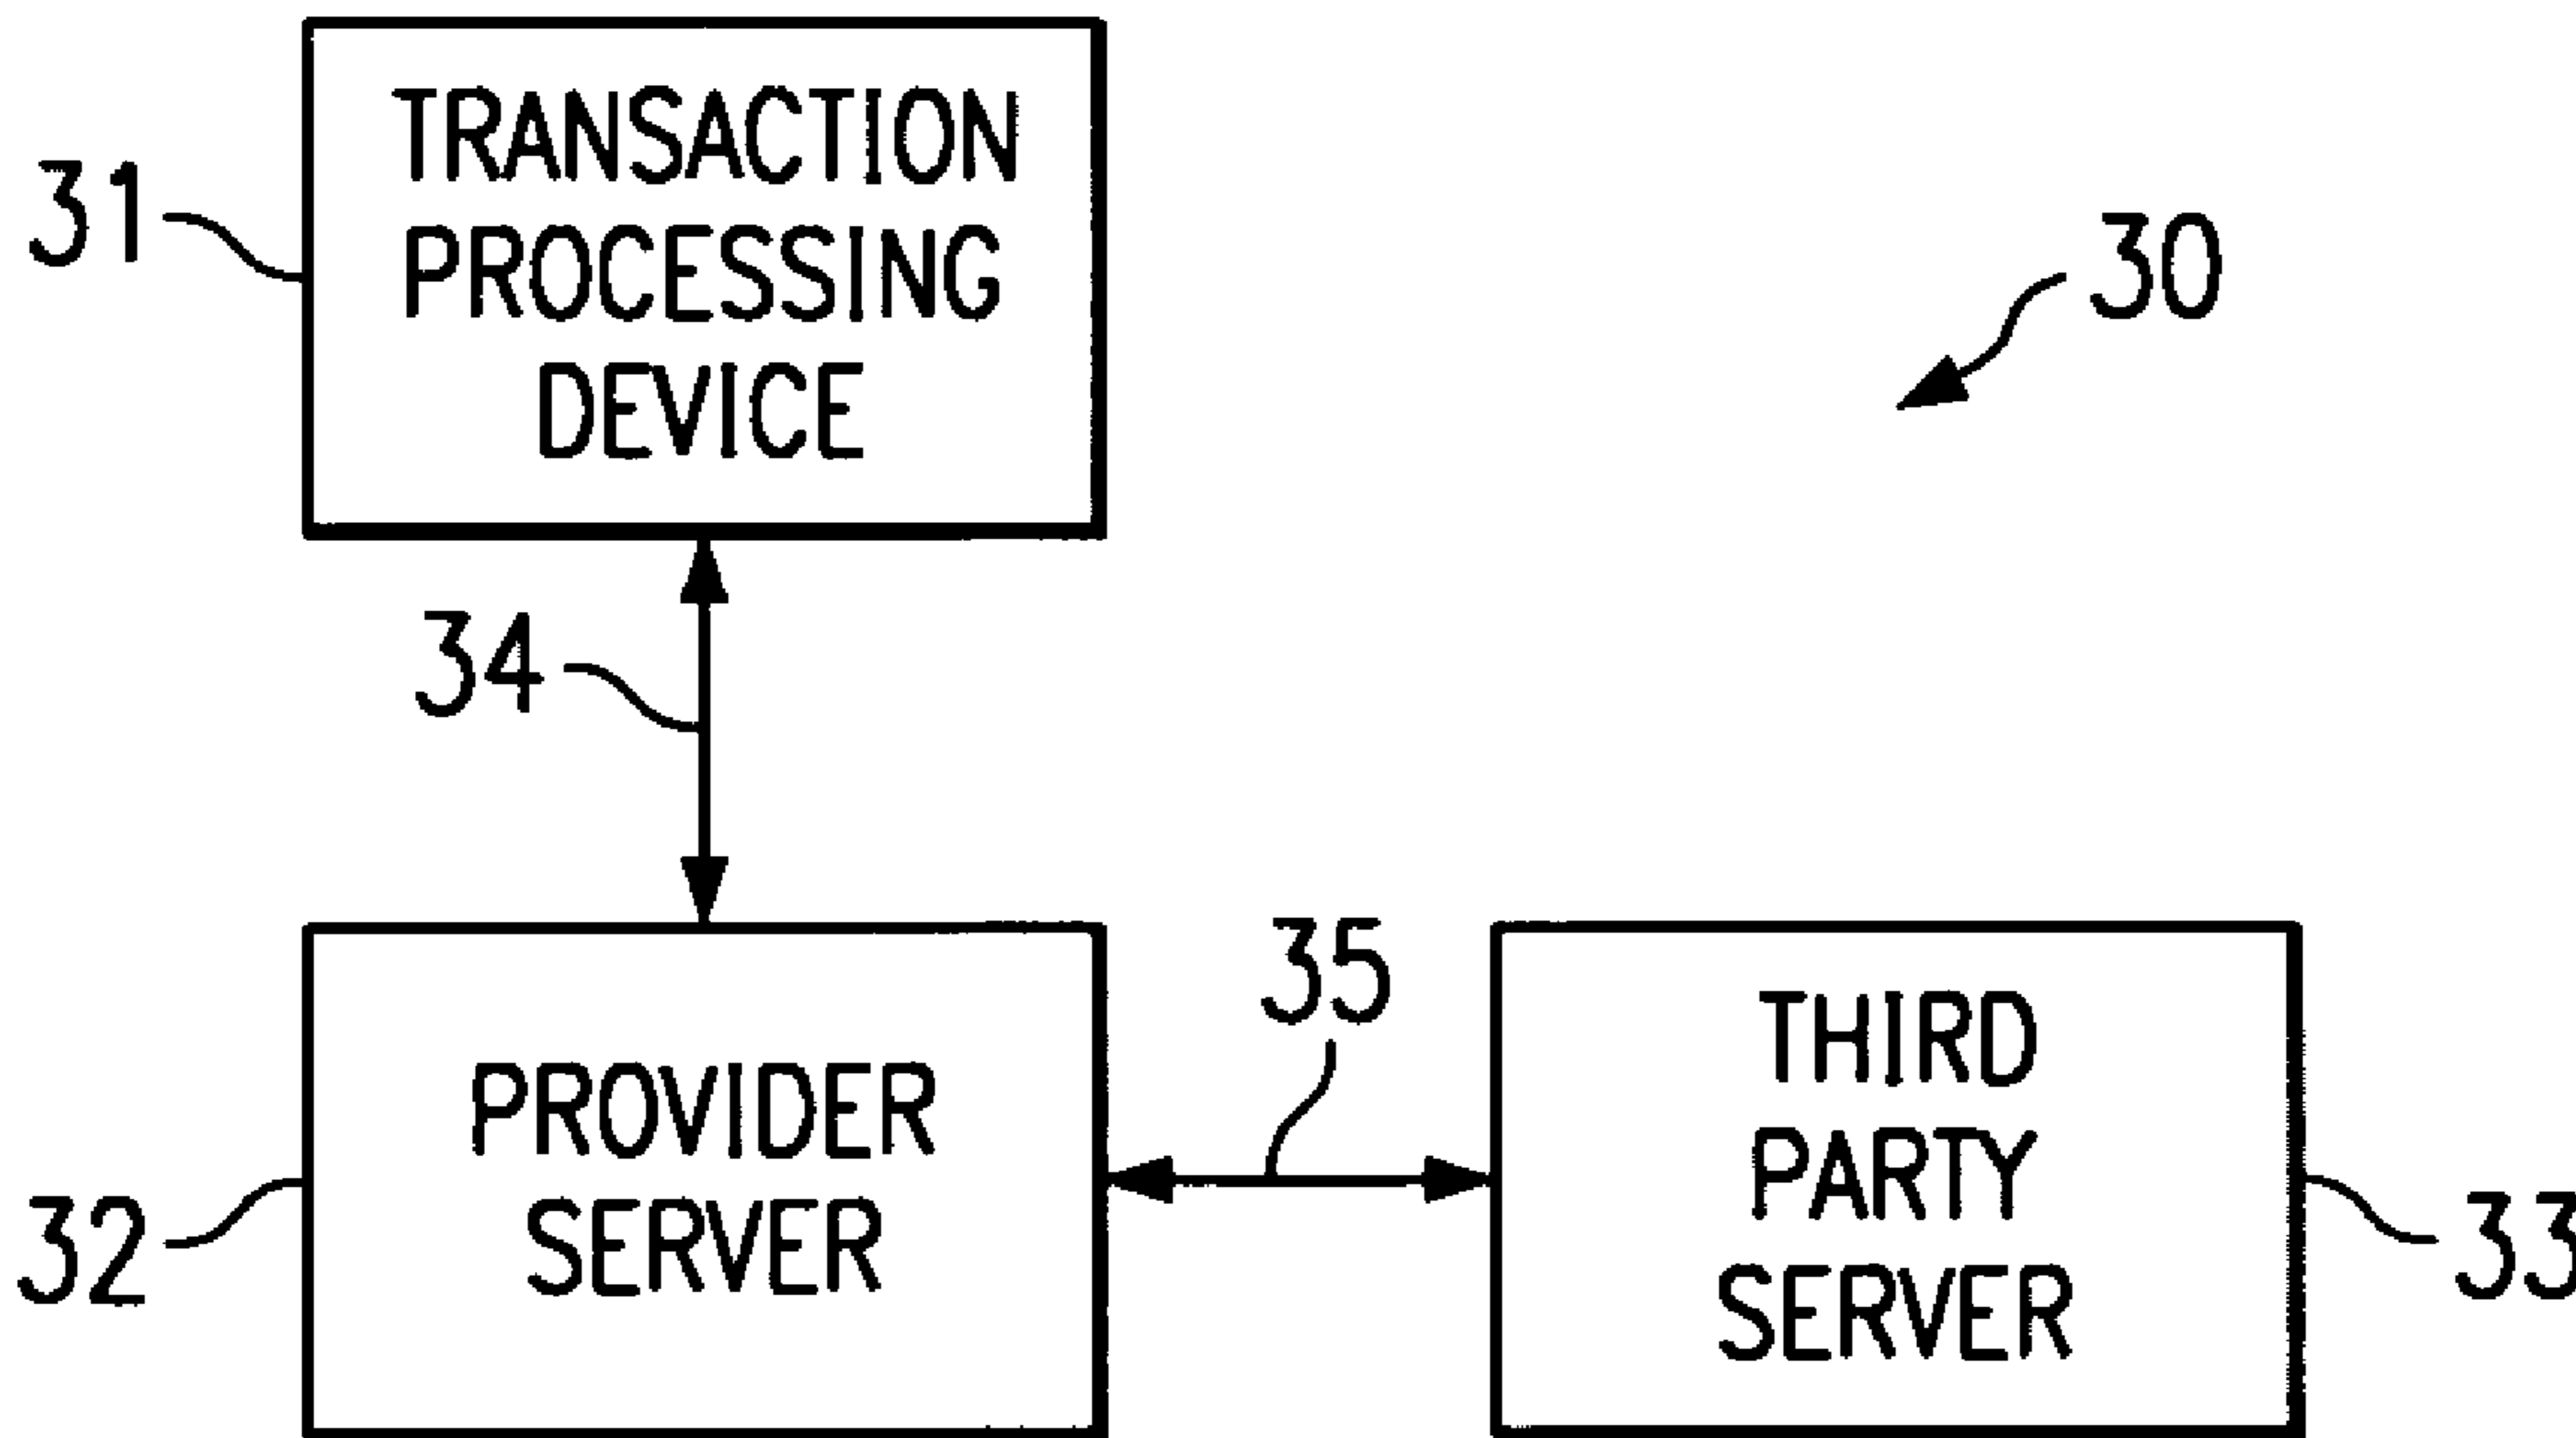 TRANSACTION
PROCESSING
DEVICE
31
30
34
PROVIDER
SERVER
32
35
THIRD
PARTY
SERVER
33